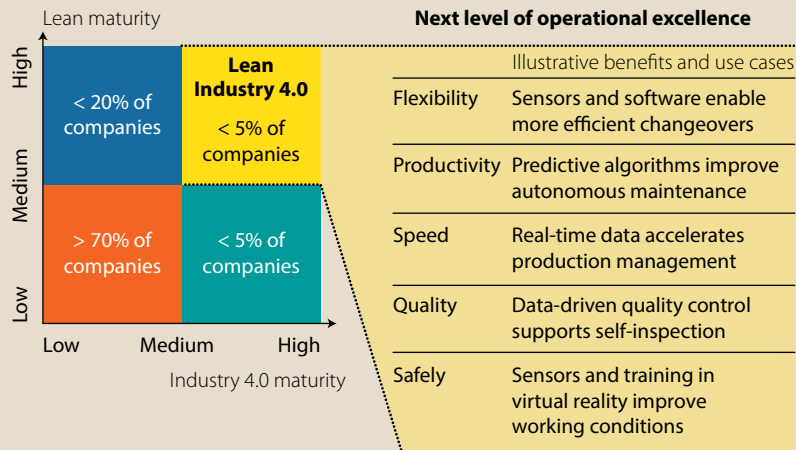 Lean maturity
Next level of operational excellence
High
Medium
Low
< 20% of
companies
Lean
Industry 4.0
< 5% of
companies
> 70% of
companies
< 5% of
companies
Low
Medium
High
Industry 4.0 maturity
Illustrative benefits and use cases
Flexibility
Sensors and software enable
more efficient changeovers
Productivity
Predictive algorithms improve
autonomous maintenance
Speed
Real-time data accelerates
production management
Quality
Data-driven quality control
supports self-inspection
Safely
Sensors and training in
virtual reality improve
working conditions